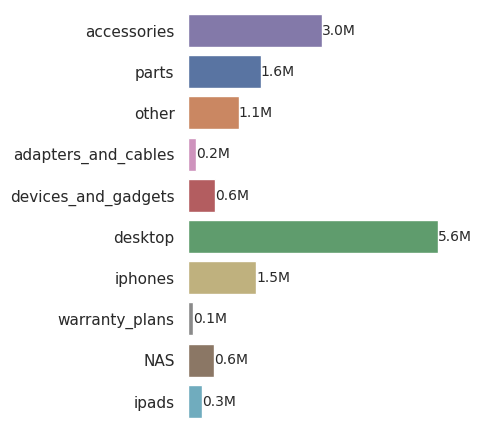 accessories 3.0M
parts 1.6M
other 1.1M
adapters_and_cables 0.2M
devices_and_gadgets 0.6M
desktop 5.6M
iphones 1.5M
warranty_plans 0.1M
NAS 0.6M
ipads 0.3M